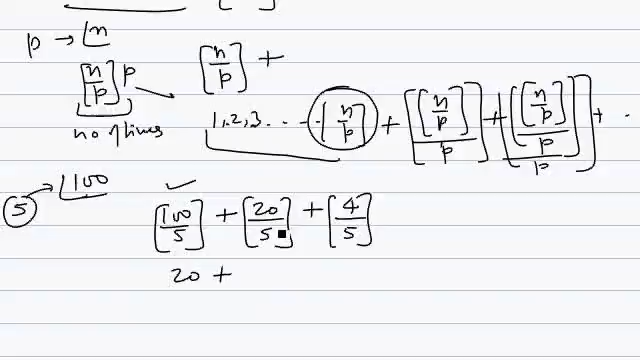 p → ⌊n
[n/p] p → [n/p] +
no of times
1,2,3 .... [n/p] + [[n/p]/p] + [[[n/p]/p]/p] + ..
5 → ⌊100
[100/5] + [20/5] + [4/5]
20 +